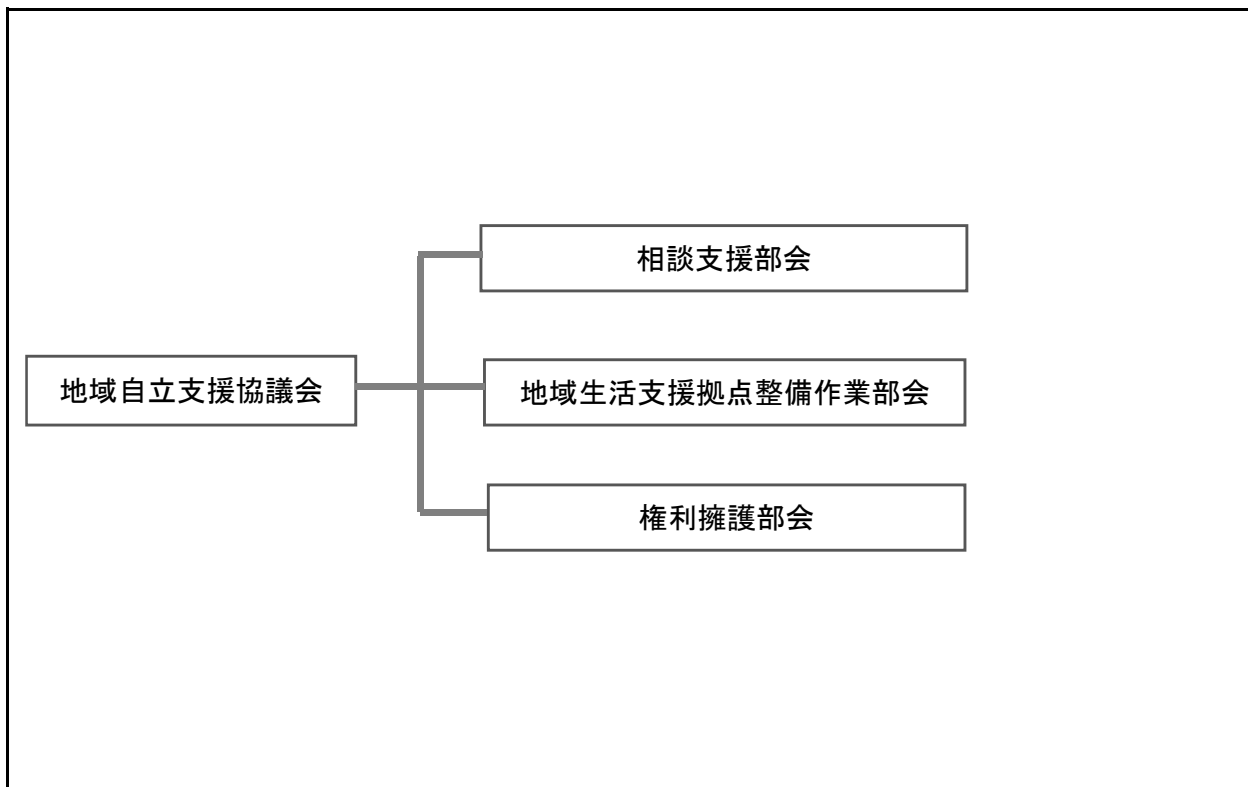 相談支援部会
地域自立支援協議会
地域生活支援拠点整備作業部会
権利擁護部会